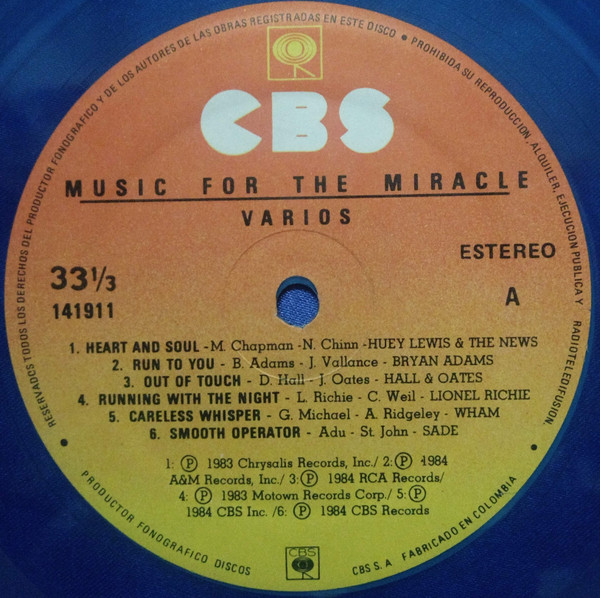 RESERVADOS TODOS LOS DERECHOS DEL PRODUCTOR FONOGRAFICO Y DE LOS AUTORES DE LAS OBRAS REGISTRADAS EN ESTE DISCO • PROHIBIDA SU REPRODUCCION, ALQUILER, EJECUCION PUBLICA Y RADIOTELEDIFUSION.
CBS
MUSIC FOR THE MIRACLE
VARIOS
ESTEREO
33 1/3
141911
A
1. HEART AND SOUL - M. Chapman - N. Chinn - HUEY LEWIS & THE NEWS
2. RUN TO YOU - B. Adams - J. Vallance - BRYAN ADAMS
3. OUT OF TOUCH - D. Hall - J. Oates - HALL & OATES
4. RUNNING WITH THE NIGHT - L. Richie - C. Weil - LIONEL RICHIE
5. CARELESS WHISPER - G. Michael - A. Ridgeley - WHAM
6. SMOOTH OPERATOR - Adu - St. John - SADE
1: Ⓟ 1983 Chrysalis Records, Inc./ 2: Ⓟ 1984
A&M Records, Inc./ 3: Ⓟ 1984 RCA Records/
4: Ⓟ 1983 Motown Records Corp./ 5: Ⓟ
1984 CBS Inc. /6: Ⓟ 1984 CBS Records
CBS
• PRODUCTOR FONOGRAFICO DISCOS CBS S.A FABRICADO EN COLOMBIA •